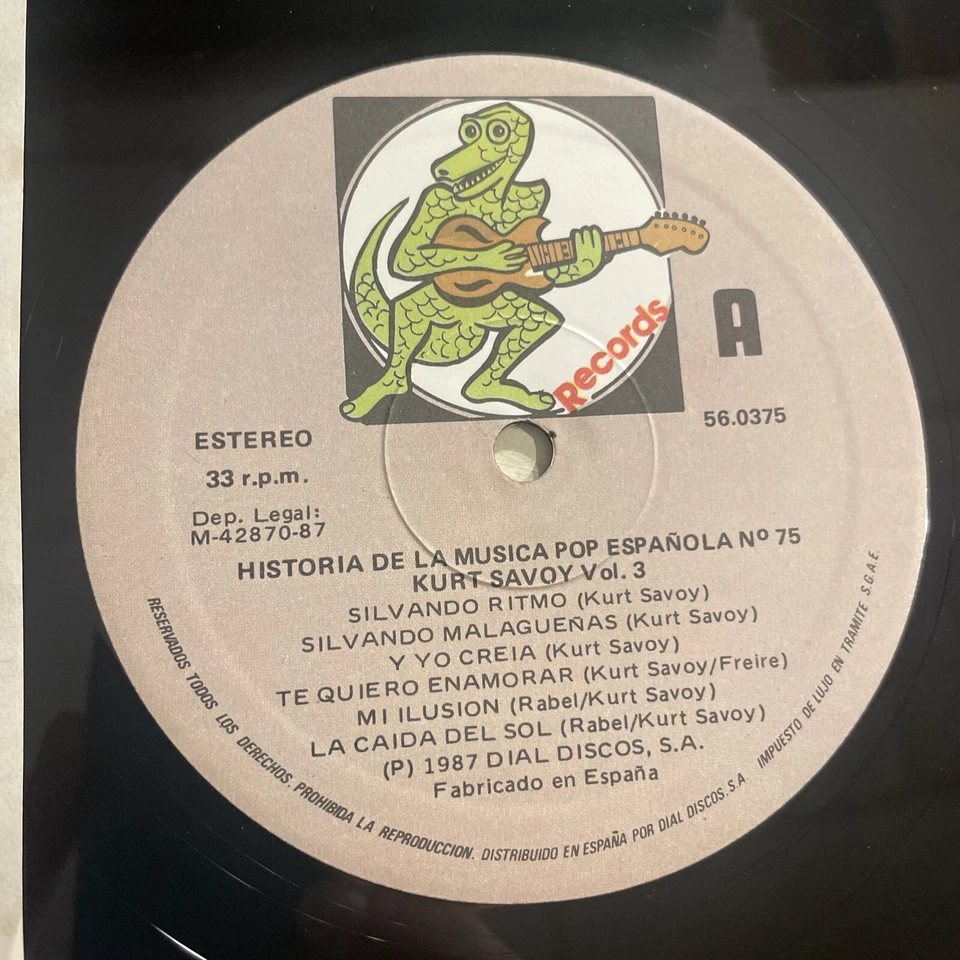 Records
A
56.0375
ESTEREO
33 r.p.m.
Dep. Legal:
M-42870-87
HISTORIA DE LA MUSICA POP ESPAÑOLA Nº 75
KURT SAVOY Vol. 3
SILVANDO RITMO (Kurt Savoy)
SILVANDO MALAGUEÑAS (Kurt Savoy)
Y YO CREIA (Kurt Savoy)
TE QUIERO ENAMORAR (Kurt Savoy/Freire)
MI ILUSION (Rabel/Kurt Savoy)
LA CAIDA DEL SOL (Rabel/Kurt Savoy)
(P) 1987 DIAL DISCOS, S.A.
Fabricado en España
RESERVADOS TODOS LOS DERECHOS. PROHIBIDA LA REPRODUCCION. DISTRIBUIDO EN ESPAÑA POR DIAL DISCOS. S.A. IMPUESTO DE LUJO EN TRAMITE S.G.A.E.